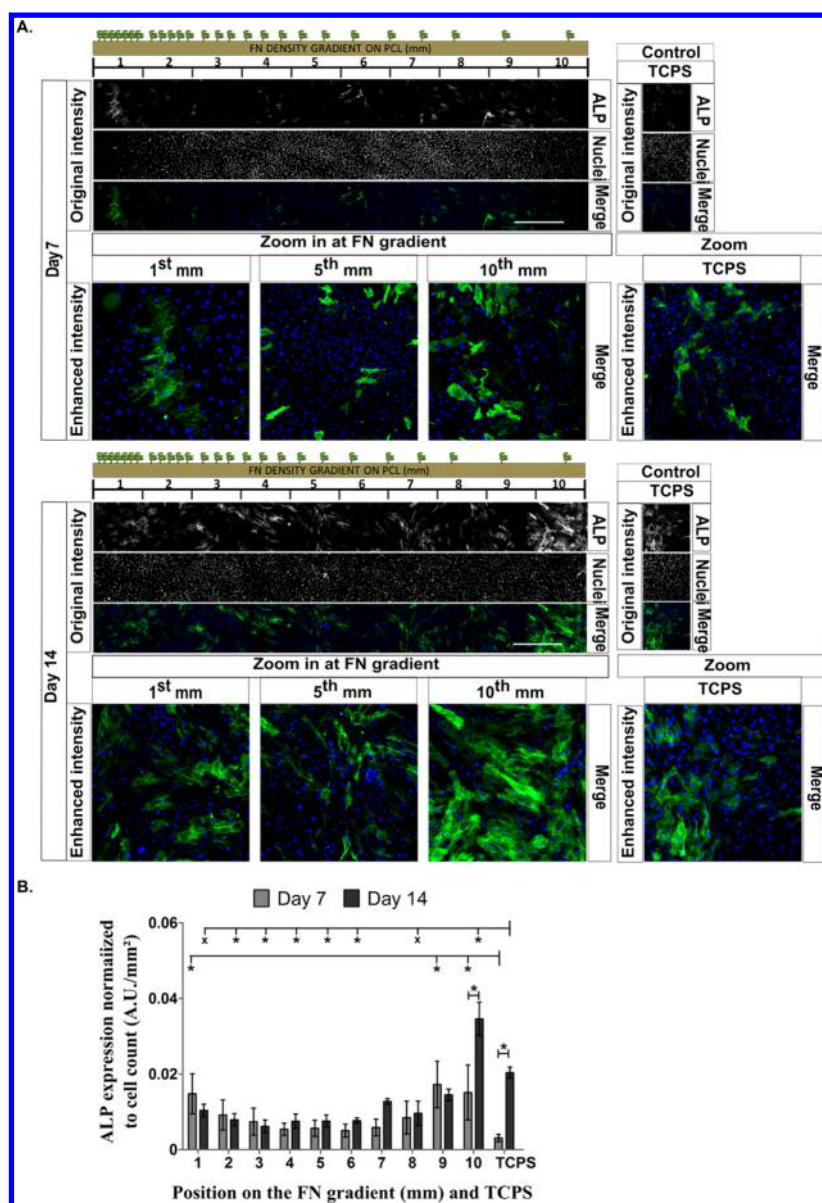 A.
FN DENSITY GRADIENT ON PCL (mm)
1 2 3 4 5 6 7 8 9 10
Control
TCPS
Day 7
Original intensity
ALP
Nuclei
Merge
Original intensity
ALP
Nuclei
Merge
Zoom in at FN gradient
Zoom
1st mm
5th mm
10th mm
TCPS
Enhanced intensity
Merge
Enhanced intensity
Merge
FN DENSITY GRADIENT ON PCL (mm)
1 2 3 4 5 6 7 8 9 10
Control
TCPS
Day 14
Original intensity
ALP
Nuclei
Merge
Original intensity
ALP
Nuclei
Merge
Zoom in at FN gradient
Zoom
1st mm
5th mm
10th mm
TCPS
Enhanced intensity
Merge
Enhanced intensity
Merge
B.
Day 7 Day 14
ALP expression normalized
to cell count (A.U./mm²)
0.06
0.04
0.02
0
x * * * * * x *
* * *
*
*
1 2 3 4 5 6 7 8 9 10 TCPS
Position on the FN gradient (mm) and TCPS